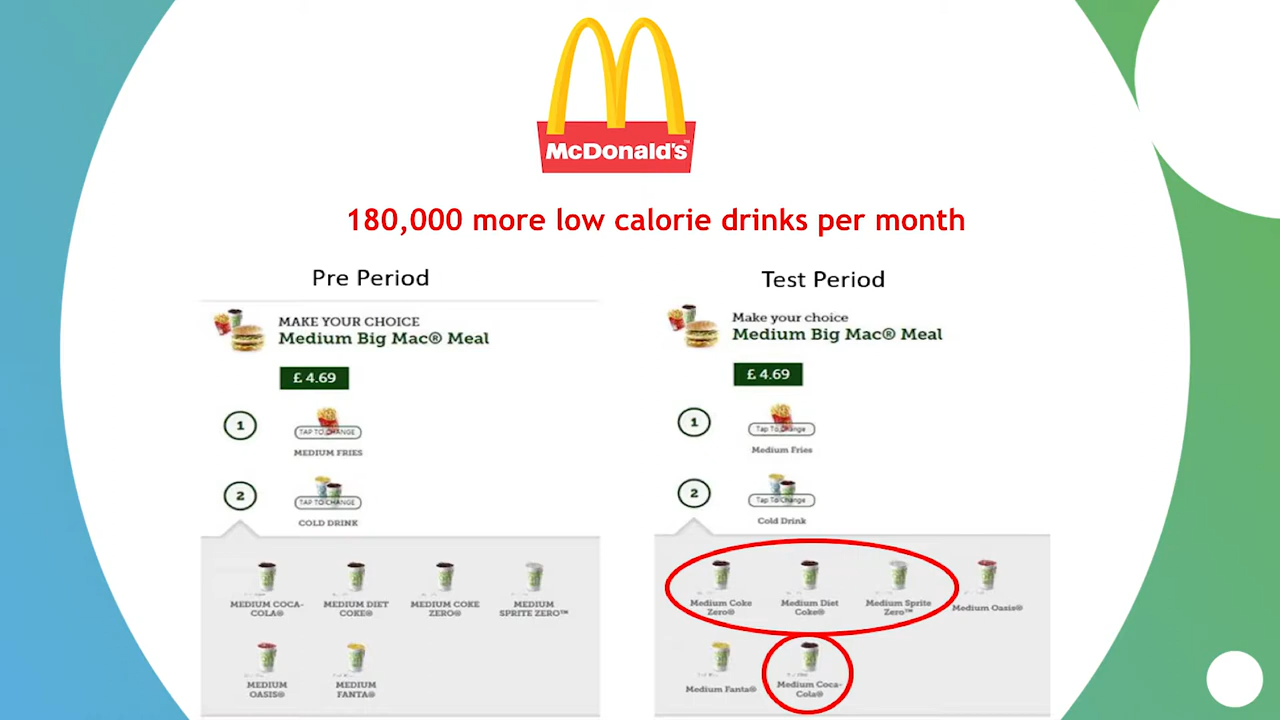 McDonald's™
180,000 more low calorie drinks per month
Pre Period
MAKE YOUR CHOICE
Medium Big Mac® Meal
£ 4.69
1
TAP TO CHANGE
MEDIUM FRIES
2
TAP TO CHANGE
COLD DRINK
MEDIUM COCA-
COLA®
MEDIUM DIET
COKE®
MEDIUM COKE
ZERO®
MEDIUM
SPRITE ZERO™
MEDIUM
OASIS®
MEDIUM
FANTA®
Test Period
Make your choice
Medium Big Mac® Meal
£ 4.69
1
Tap To Change
Medium Fries
2
Tap To Change
Cold Drink
Medium Coke
Zero®
Medium Diet
Coke®
Medium Sprite
Zero™
Medium Oasis®
Medium Fanta®
Medium Coca-
Cola®